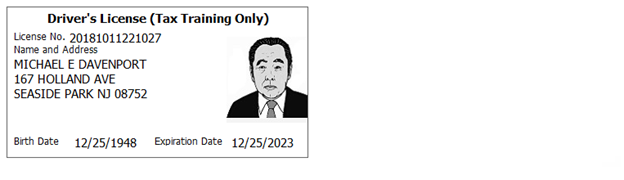 Driver's License (Tax Training Only)
License No. 20181011221027
Name and Address
MICHAEL E DAVENPORT
167 HOLLAND AVE
SEASIDE PARK NJ 08752
Birth Date 12/25/1948 Expiration Date 12/25/2023